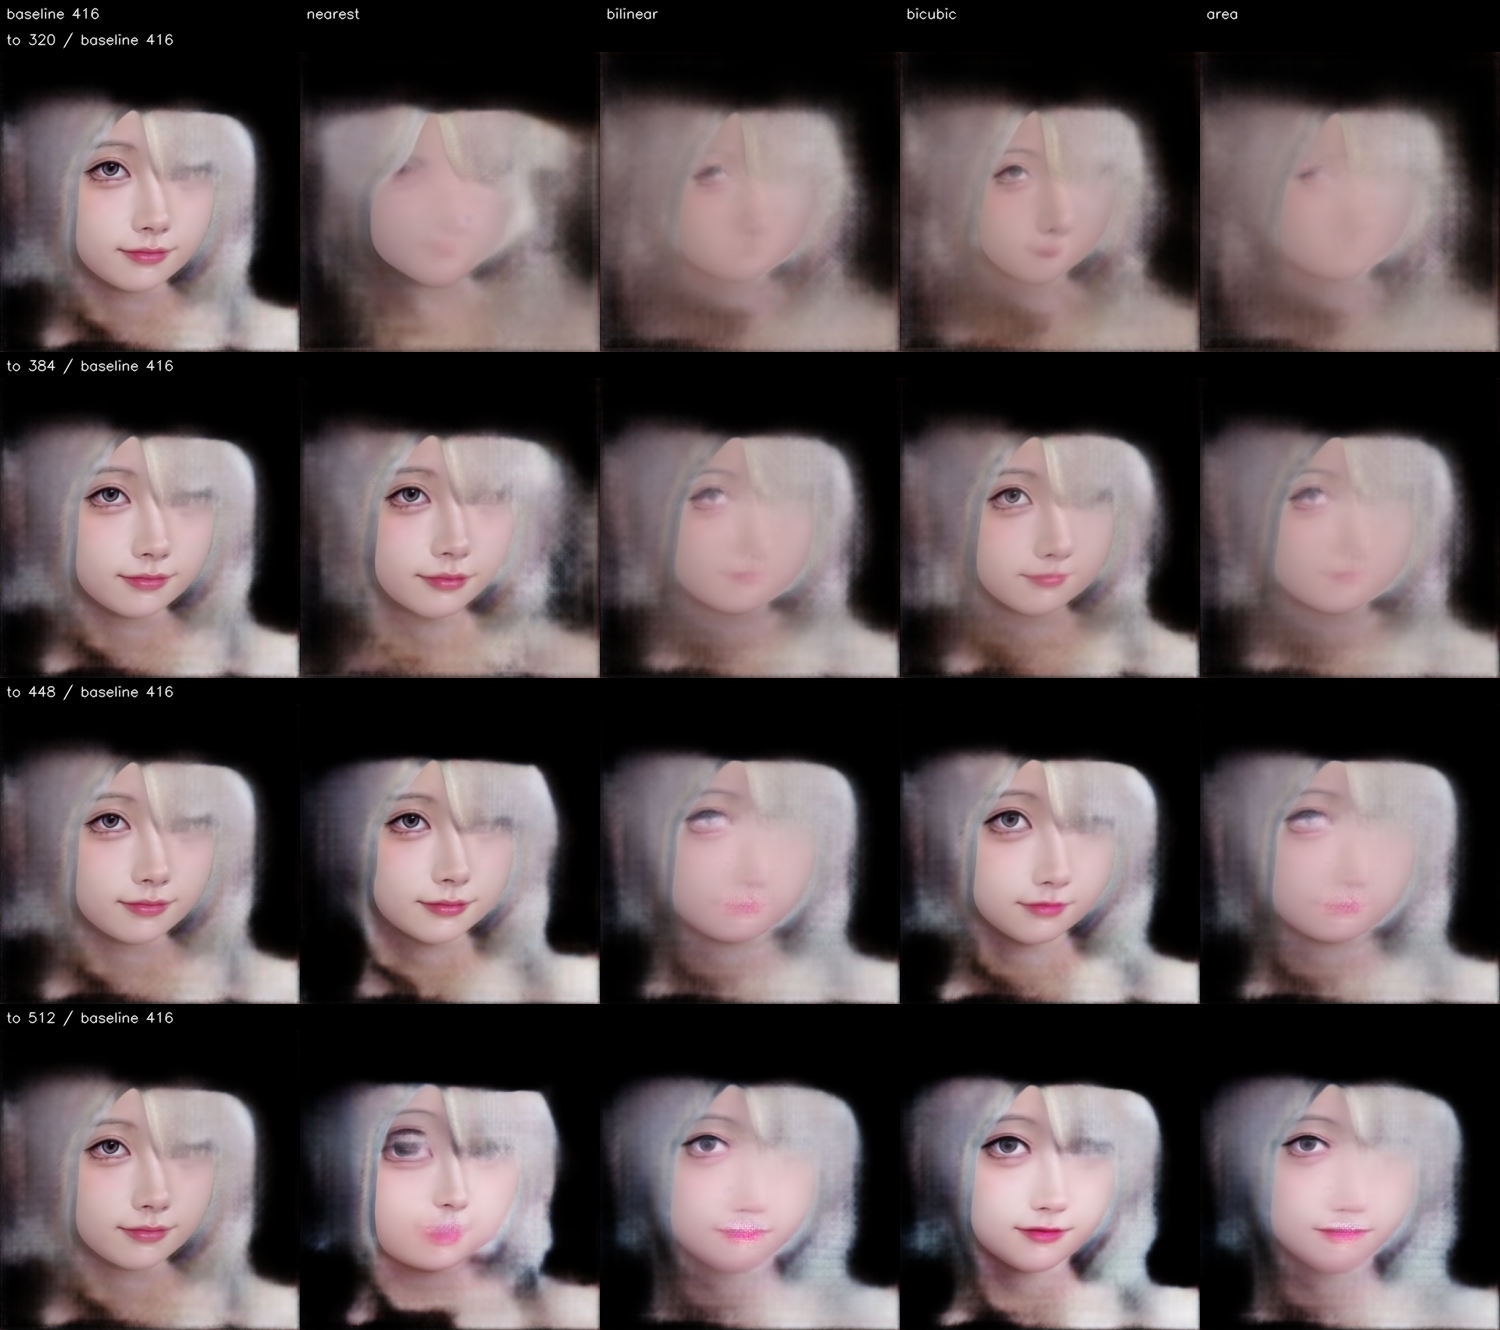 baseline 416 nearest bilinear bicubic area
to 320 / baseline 416
to 384 / baseline 416
to 448 / baseline 416
to 512 / baseline 416